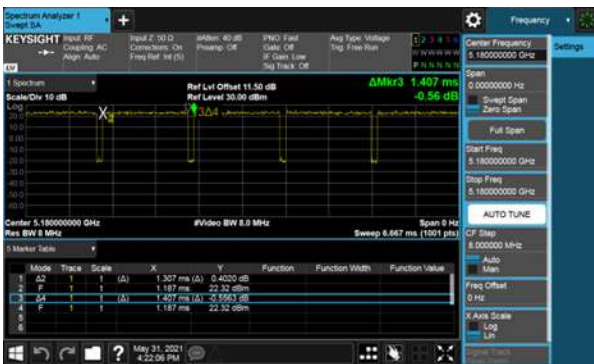 Spectrum Analyzer 1
Swept SA
+
Frequency
KEYSIGHT
Input: RF
Coupling: AC
Align: Auto
Input Z: 50 Ω
Corrections: On
Freq Ref: Int (S)
#Atten: 40 dB
Preamp: Off
PNO: Fast
Gate: Off
IF Gain: Low
Sig Track: Off
Avg Type: Voltage
Trig: Free Run
1 2 3 4 5 6
W W W W W W
P N N N N N
Center Frequency
5.180000000 GHz
Settings
Span
0.00000000 Hz
Swept Span
Zero Span
Full Span
Start Freq
5.180000000 GHz
Stop Freq
5.180000000 GHz
AUTO TUNE
CF Step
8.000000 MHz
Auto
Man
Freq Offset
0 Hz
X Axis Scale
Log
Lin
Signal Track
1 Spectrum
Scale/Div 10 dB
Ref Lvl Offset 11.50 dB
Ref Level 30.00 dBm
ΔMkr3 1.407 ms
-0.56 dB
Log
3Δ4
Center 5.180000000 GHz
Res BW 8 MHz
#Video BW 8.0 MHz
Span 0 Hz
Sweep 6.667 ms (1001 pts)
5 Marker Table
Mode Trace Scale X Y Function Function Width Function Value
1 Δ2 1 t (Δ) 1.307 ms (Δ) 0.4020 dB
2 F 1 t 1.187 ms 22.32 dBm
3 Δ4 1 t (Δ) 1.407 ms (Δ) -0.5563 dB
4 F 1 t 1.187 ms 22.32 dBm
5
6
?
May 31, 2021
4:22:06 PM